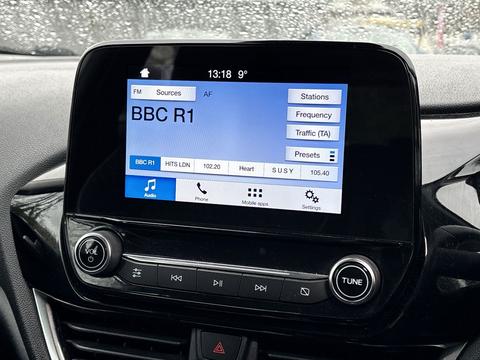 13:18 9°
FM Sources AF Stations
BBC R1
Frequency
Traffic (TA)
Presets
BBC R1 HITS LDN 102.20 Heart S U S Y 105.40
Audio Phone Mobile apps Settings
VOL
TUNE